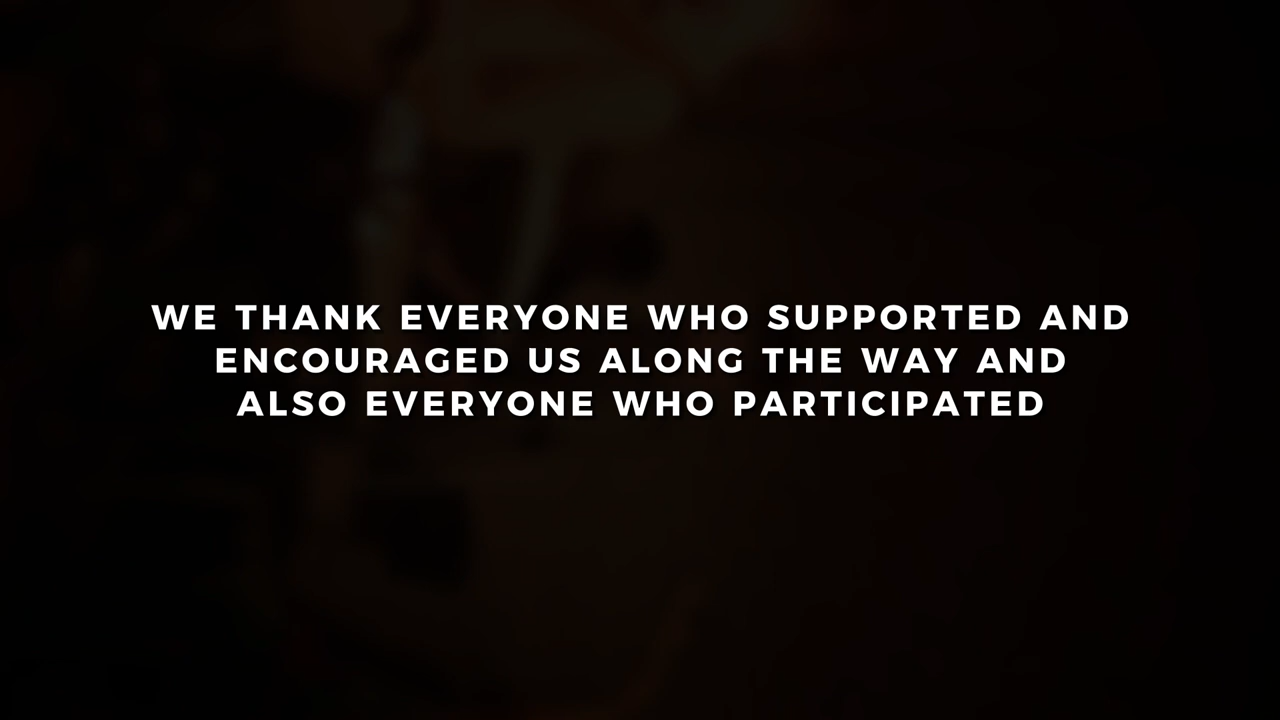 WE THANK EVERYONE WHO SUPPORTED AND
ENCOURAGED US ALONG THE WAY AND
ALSO EVERYONE WHO PARTICIPATED